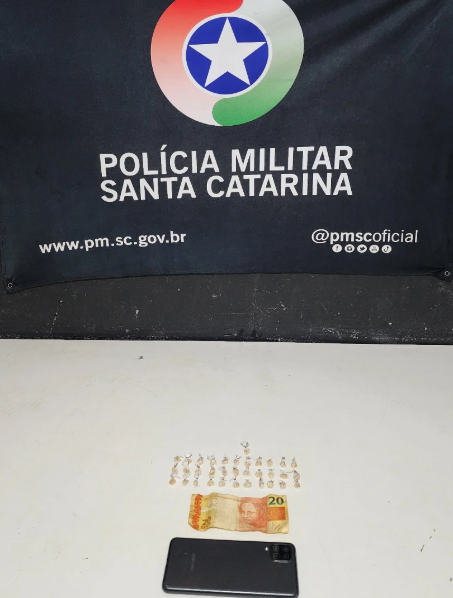 POLÍCIA MILITAR
SANTA CATARINA
www.pm.sc.gov.br
@pmscoficial
20